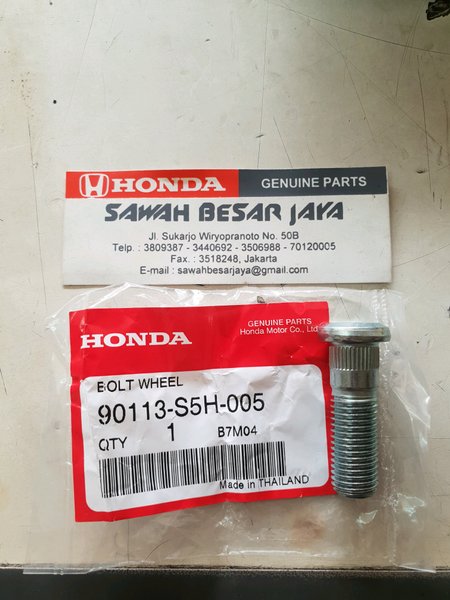 HONDA GENUINE PARTS
SAWAH BESAR JAYA
Jl. Sukarjo Wiryopranoto No. 50B
Telp. : 3809387 - 3440692 - 3506988 - 70120005
Fax. : 3518248, Jakarta
E-mail : sawahbesarjaya@gmail.com
HONDA
GENUINE PARTS
Honda Motor Co., Ltd
BOLT WHEEL
90113-S5H-005
QTY 1 B7M04
Made in THAILAND